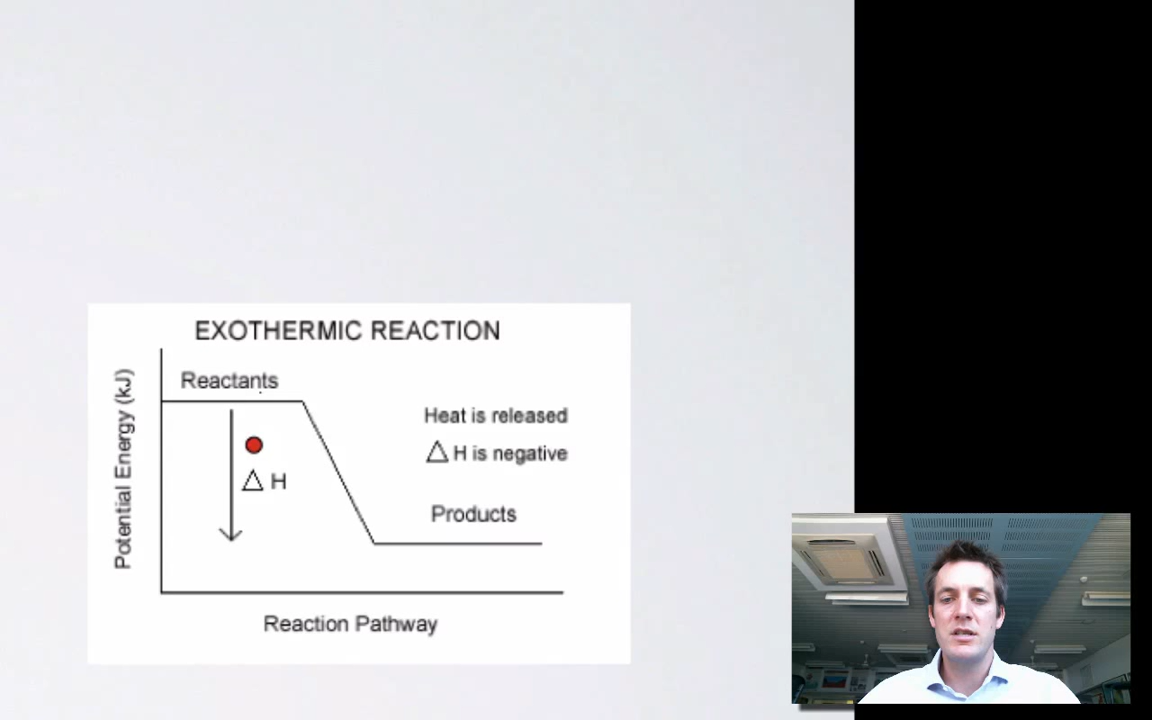 EXOTHERMIC REACTION
Potential Energy (kJ)
Reactants
Heat is released
△ H is negative
△ H
Products
Reaction Pathway